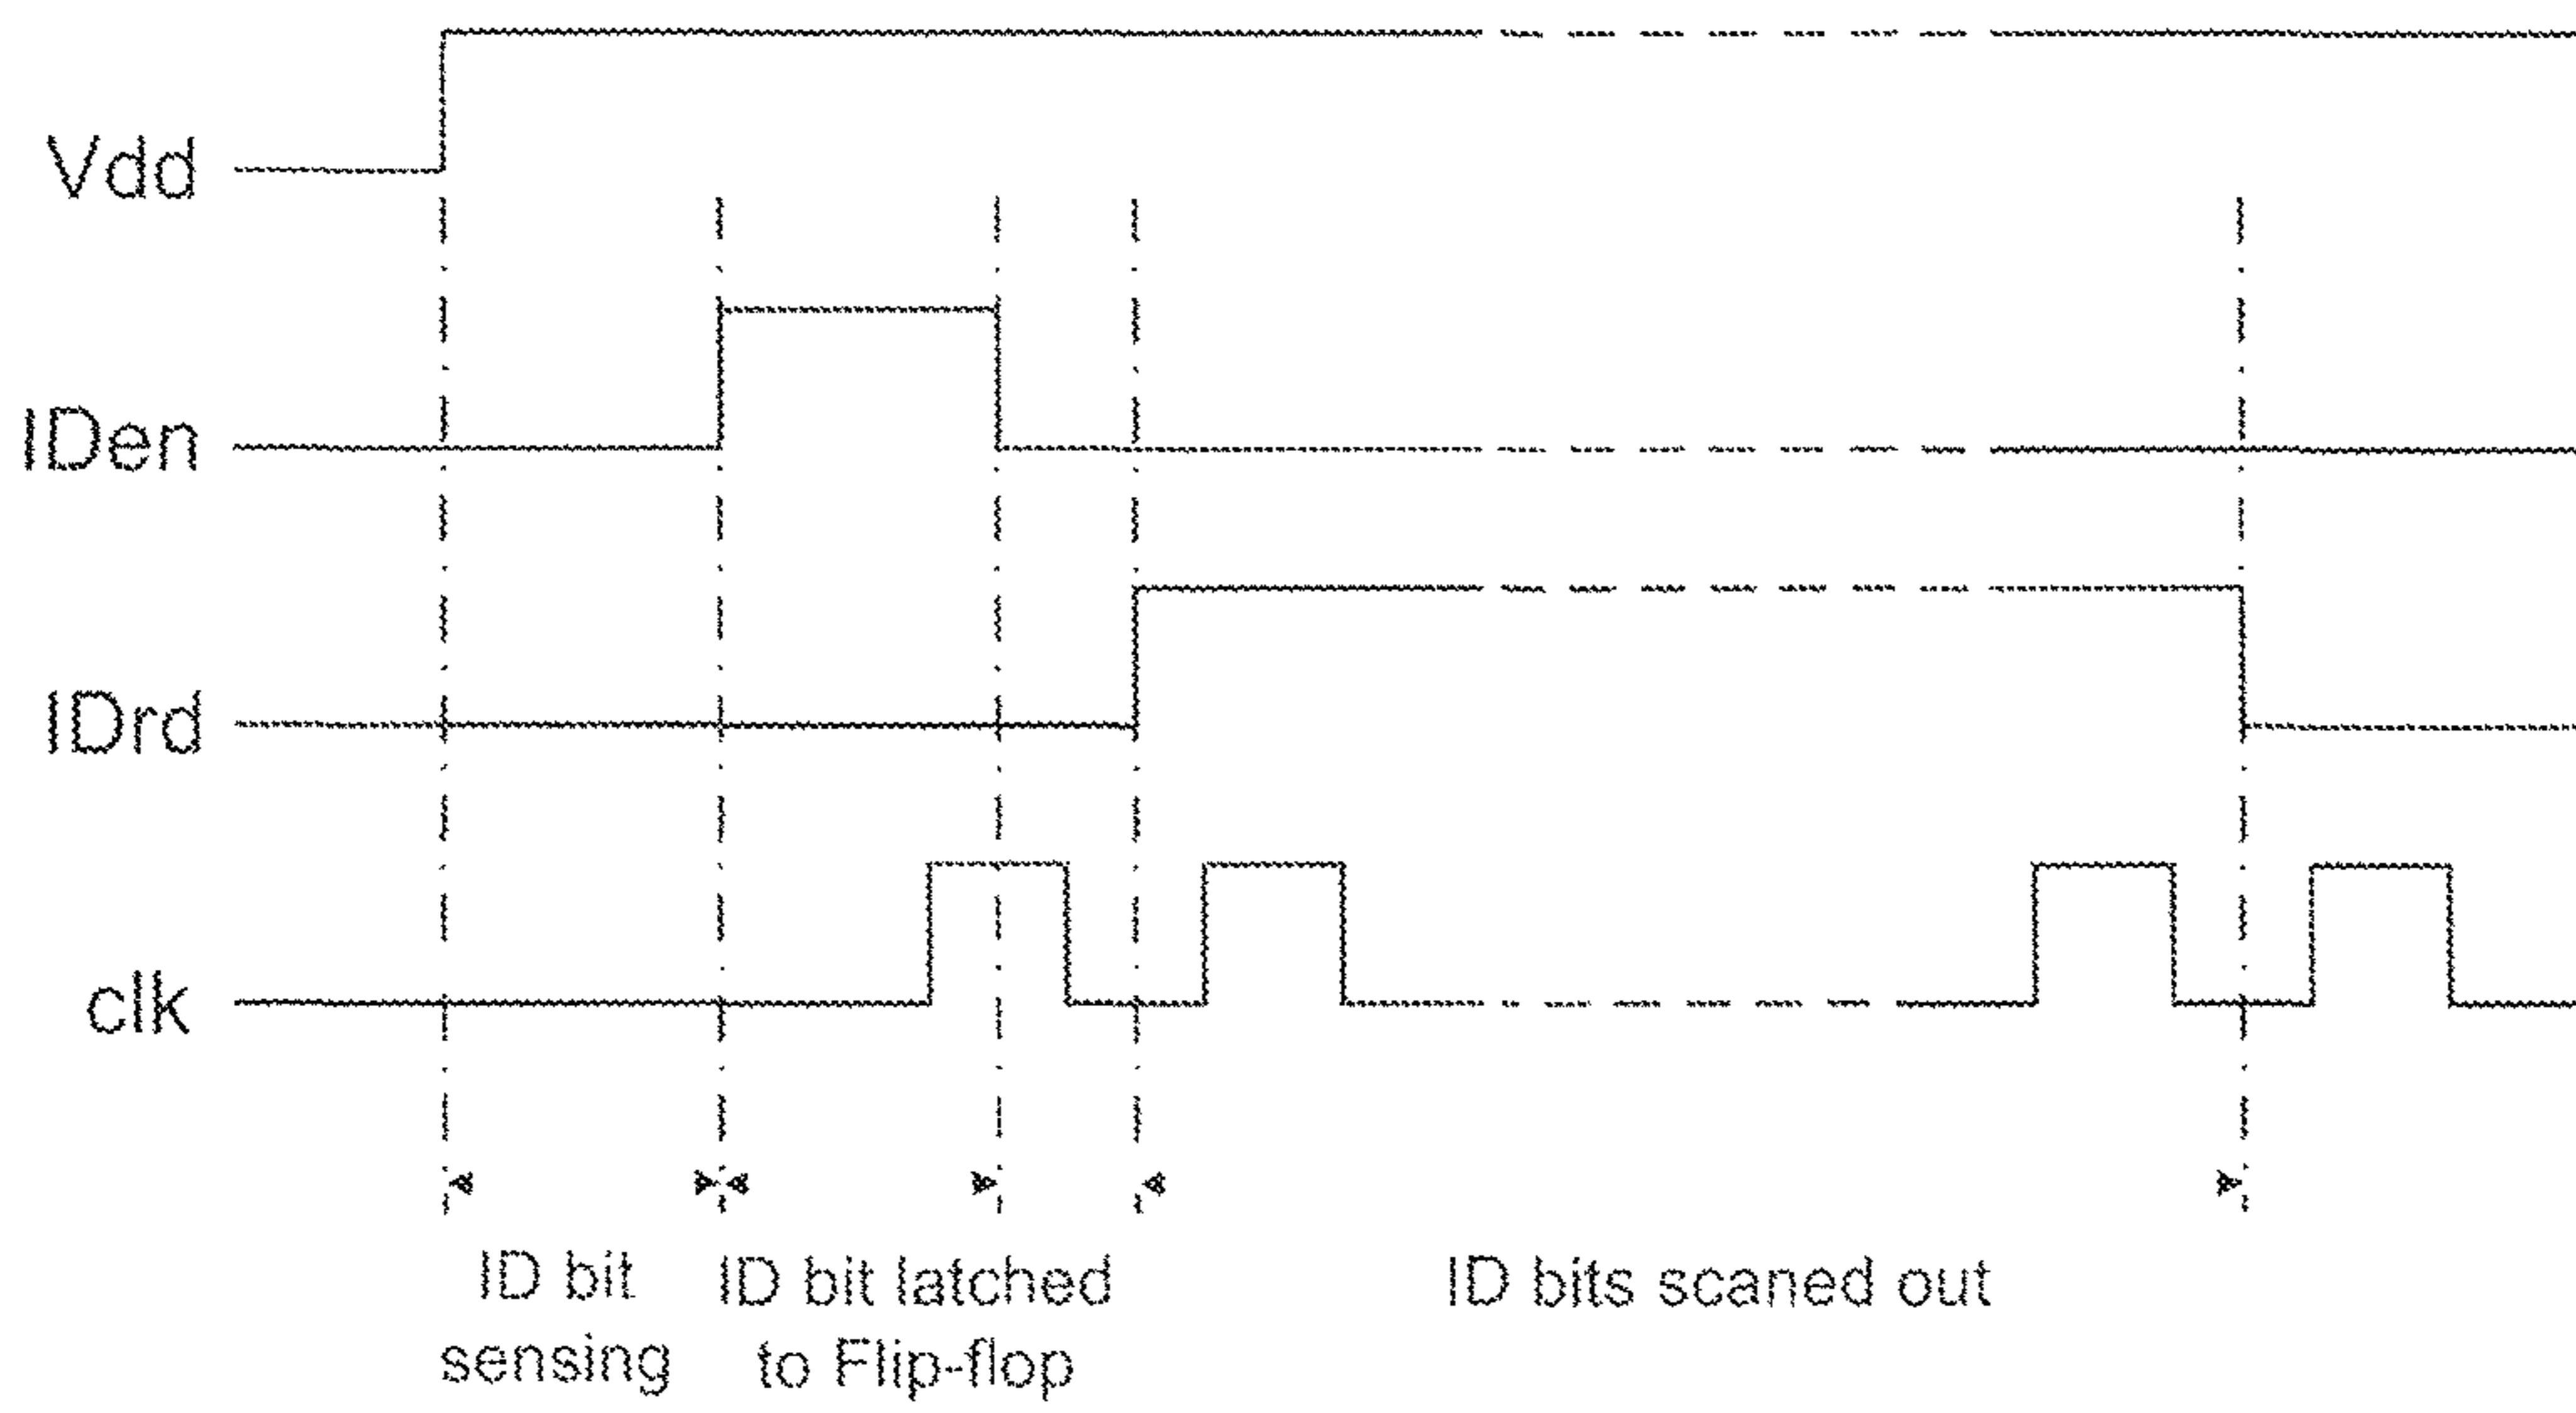 Vdd
IDen
IDrd
clk
ID bit
sensing
ID bit latched
to Flip-flop
ID bits scaned out